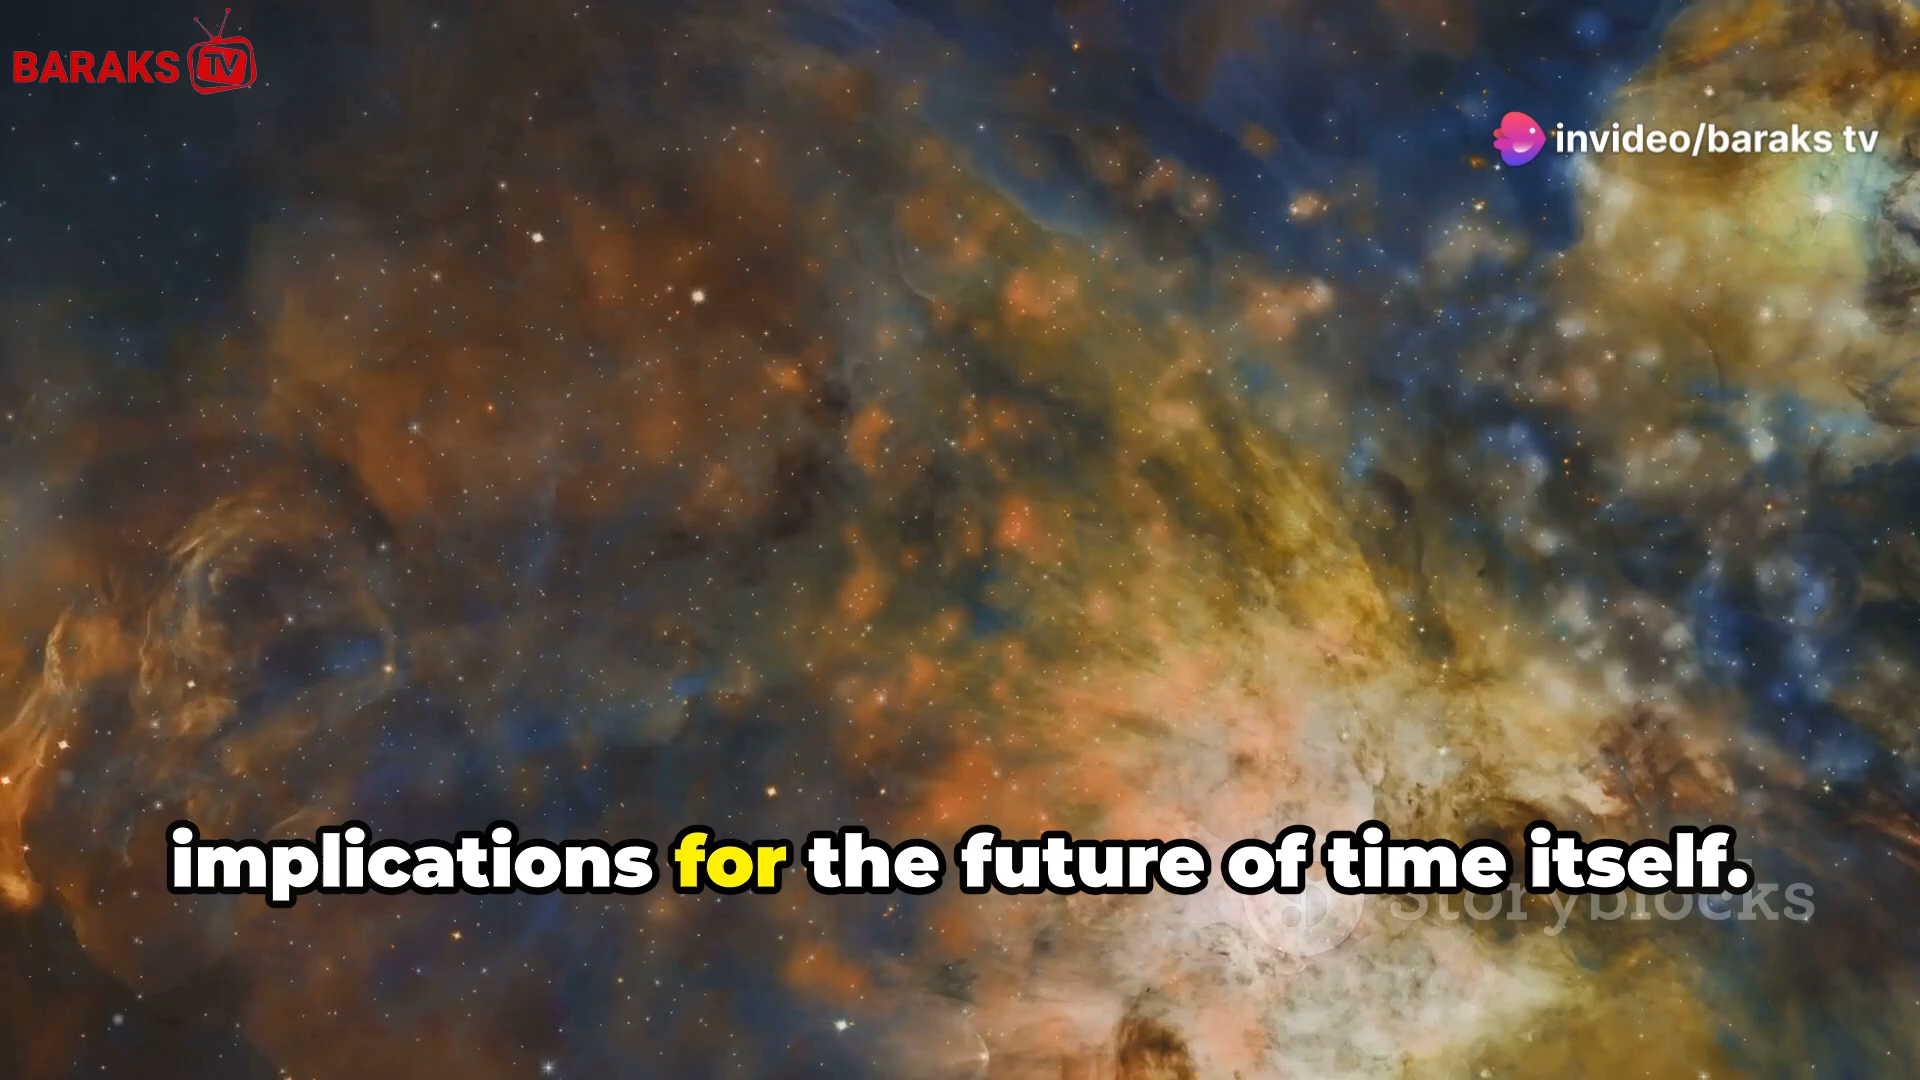 BARAKS TV
invideo/baraks tv
implications for the future of time itself.
Storyblocks